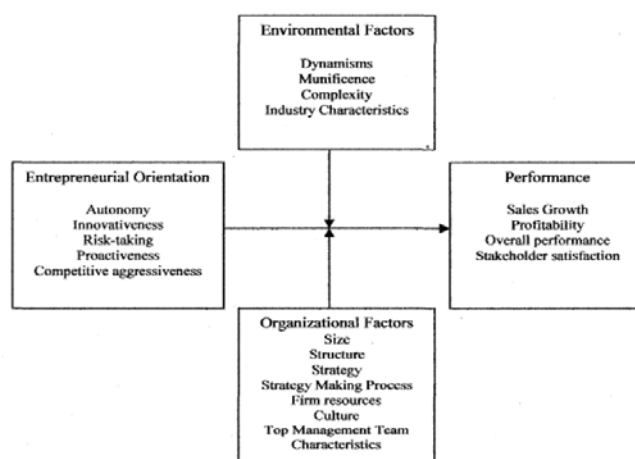 Environmental Factors
Dynamisms
Munificence
Complexity
Industry Characteristics
Entrepreneurial Orientation
Autonomy
Innovativeness
Risk-taking
Proactiveness
Competitive aggressiveness
Performance
Sales Growth
Profitability
Overall performance
Stakeholder satisfaction
Organizational Factors
Size
Structure
Strategy
Strategy Making Process
Firm resources
Culture
Top Management Team
Characteristics